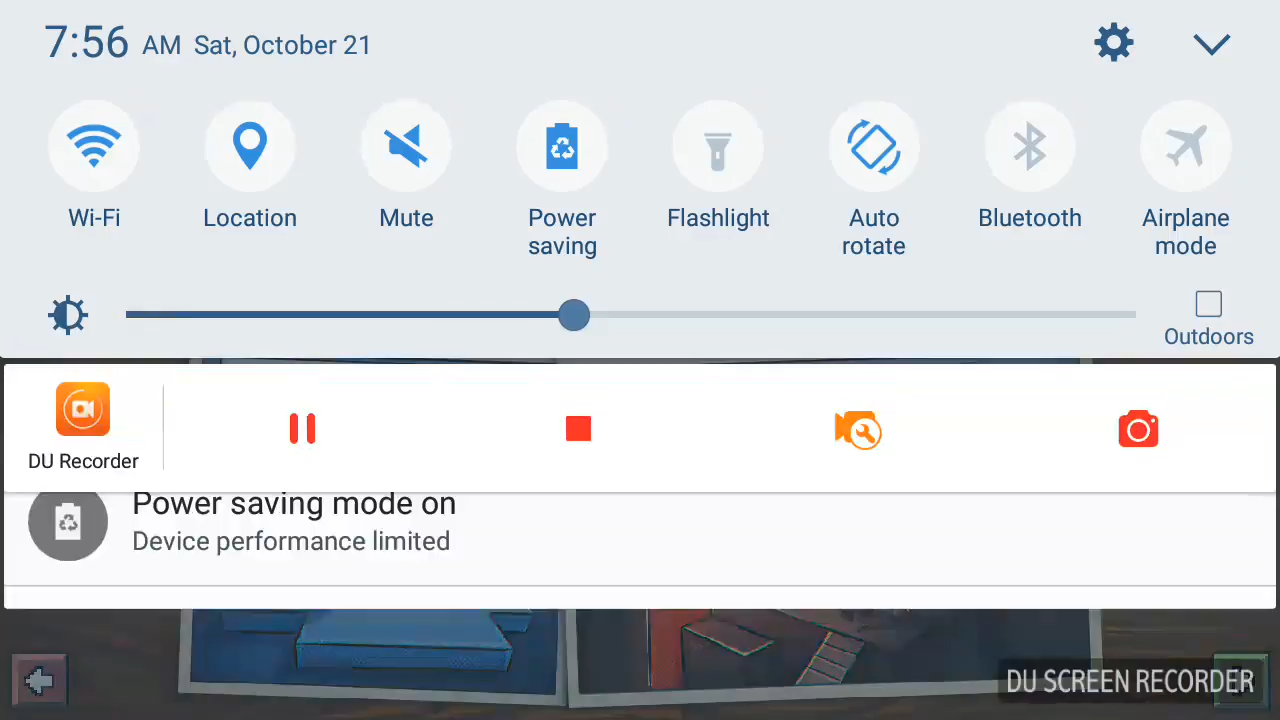 7:56 AM Sat, October 21
Wi-Fi
Location
Mute
Power
saving
Flashlight
Auto
rotate
Bluetooth
Airplane
mode
Outdoors
DU Recorder
Power saving mode on
Device performance limited
DU SCREEN RECORDER